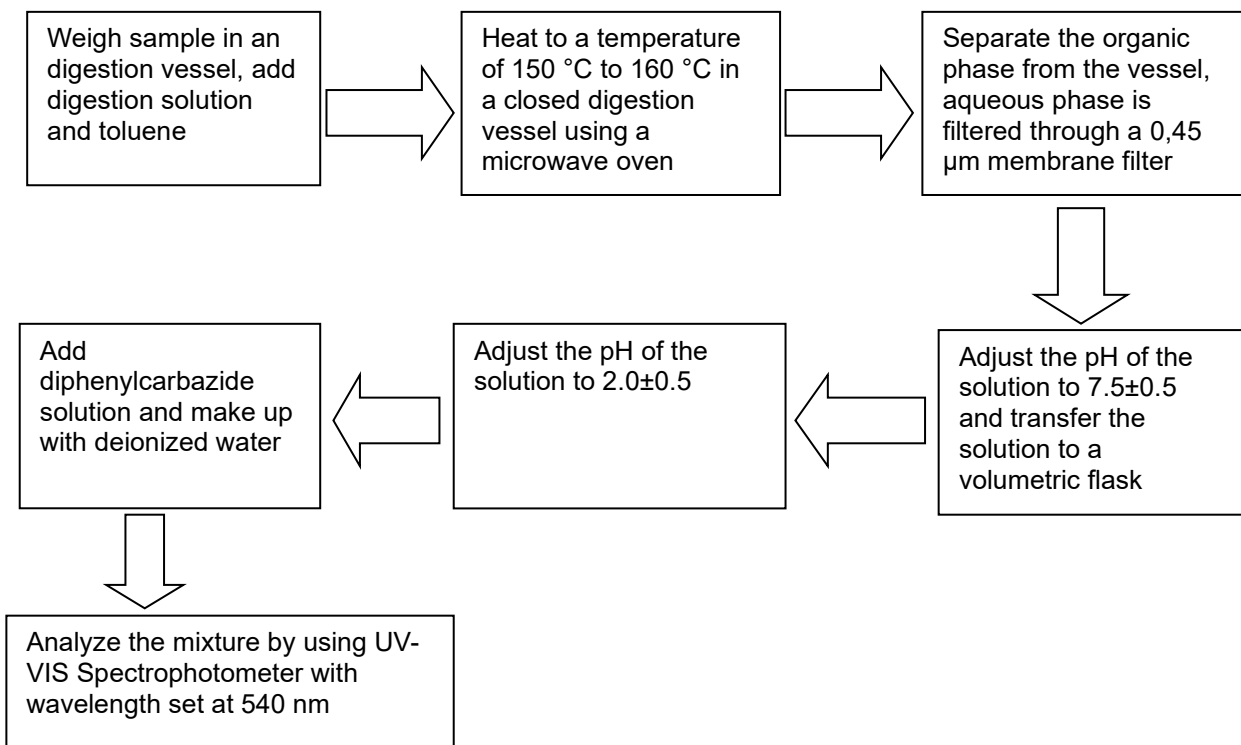 Weigh sample in an
digestion vessel, add
digestion solution
and toluene
Heat to a temperature
of 150 °C to 160 °C in
a closed digestion
vessel using a
microwave oven
Separate the organic
phase from the vessel,
aqueous phase is
filtered through a 0,45
µm membrane filter
Adjust the pH of the
solution to 7.5±0.5
and transfer the
solution to a
volumetric flask
Adjust the pH of the
solution to 2.0±0.5
Add
diphenylcarbazide
solution and make up
with deionized water
Analyze the mixture by using UV-
VIS Spectrophotometer with
wavelength set at 540 nm